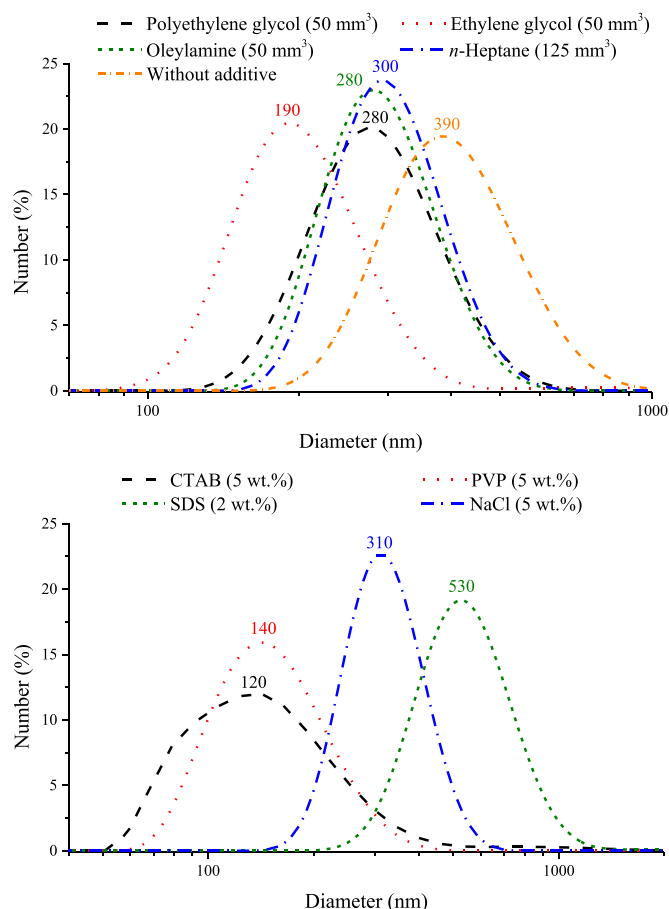 Polyethylene glycol (50 mm³) Ethylene glycol (50 mm³)
Oleylamine (50 mm³) n-Heptane (125 mm³)
Without additive
25
20
15
10
5
0
Number (%)
190
280
300
280
390
100 1000
Diameter (nm)
CTAB (5 wt.%) PVP (5 wt.%)
SDS (2 wt.%) NaCl (5 wt.%)
25
20
15
10
5
0
Number (%)
310
530
140
120
100 1000
Diameter (nm)